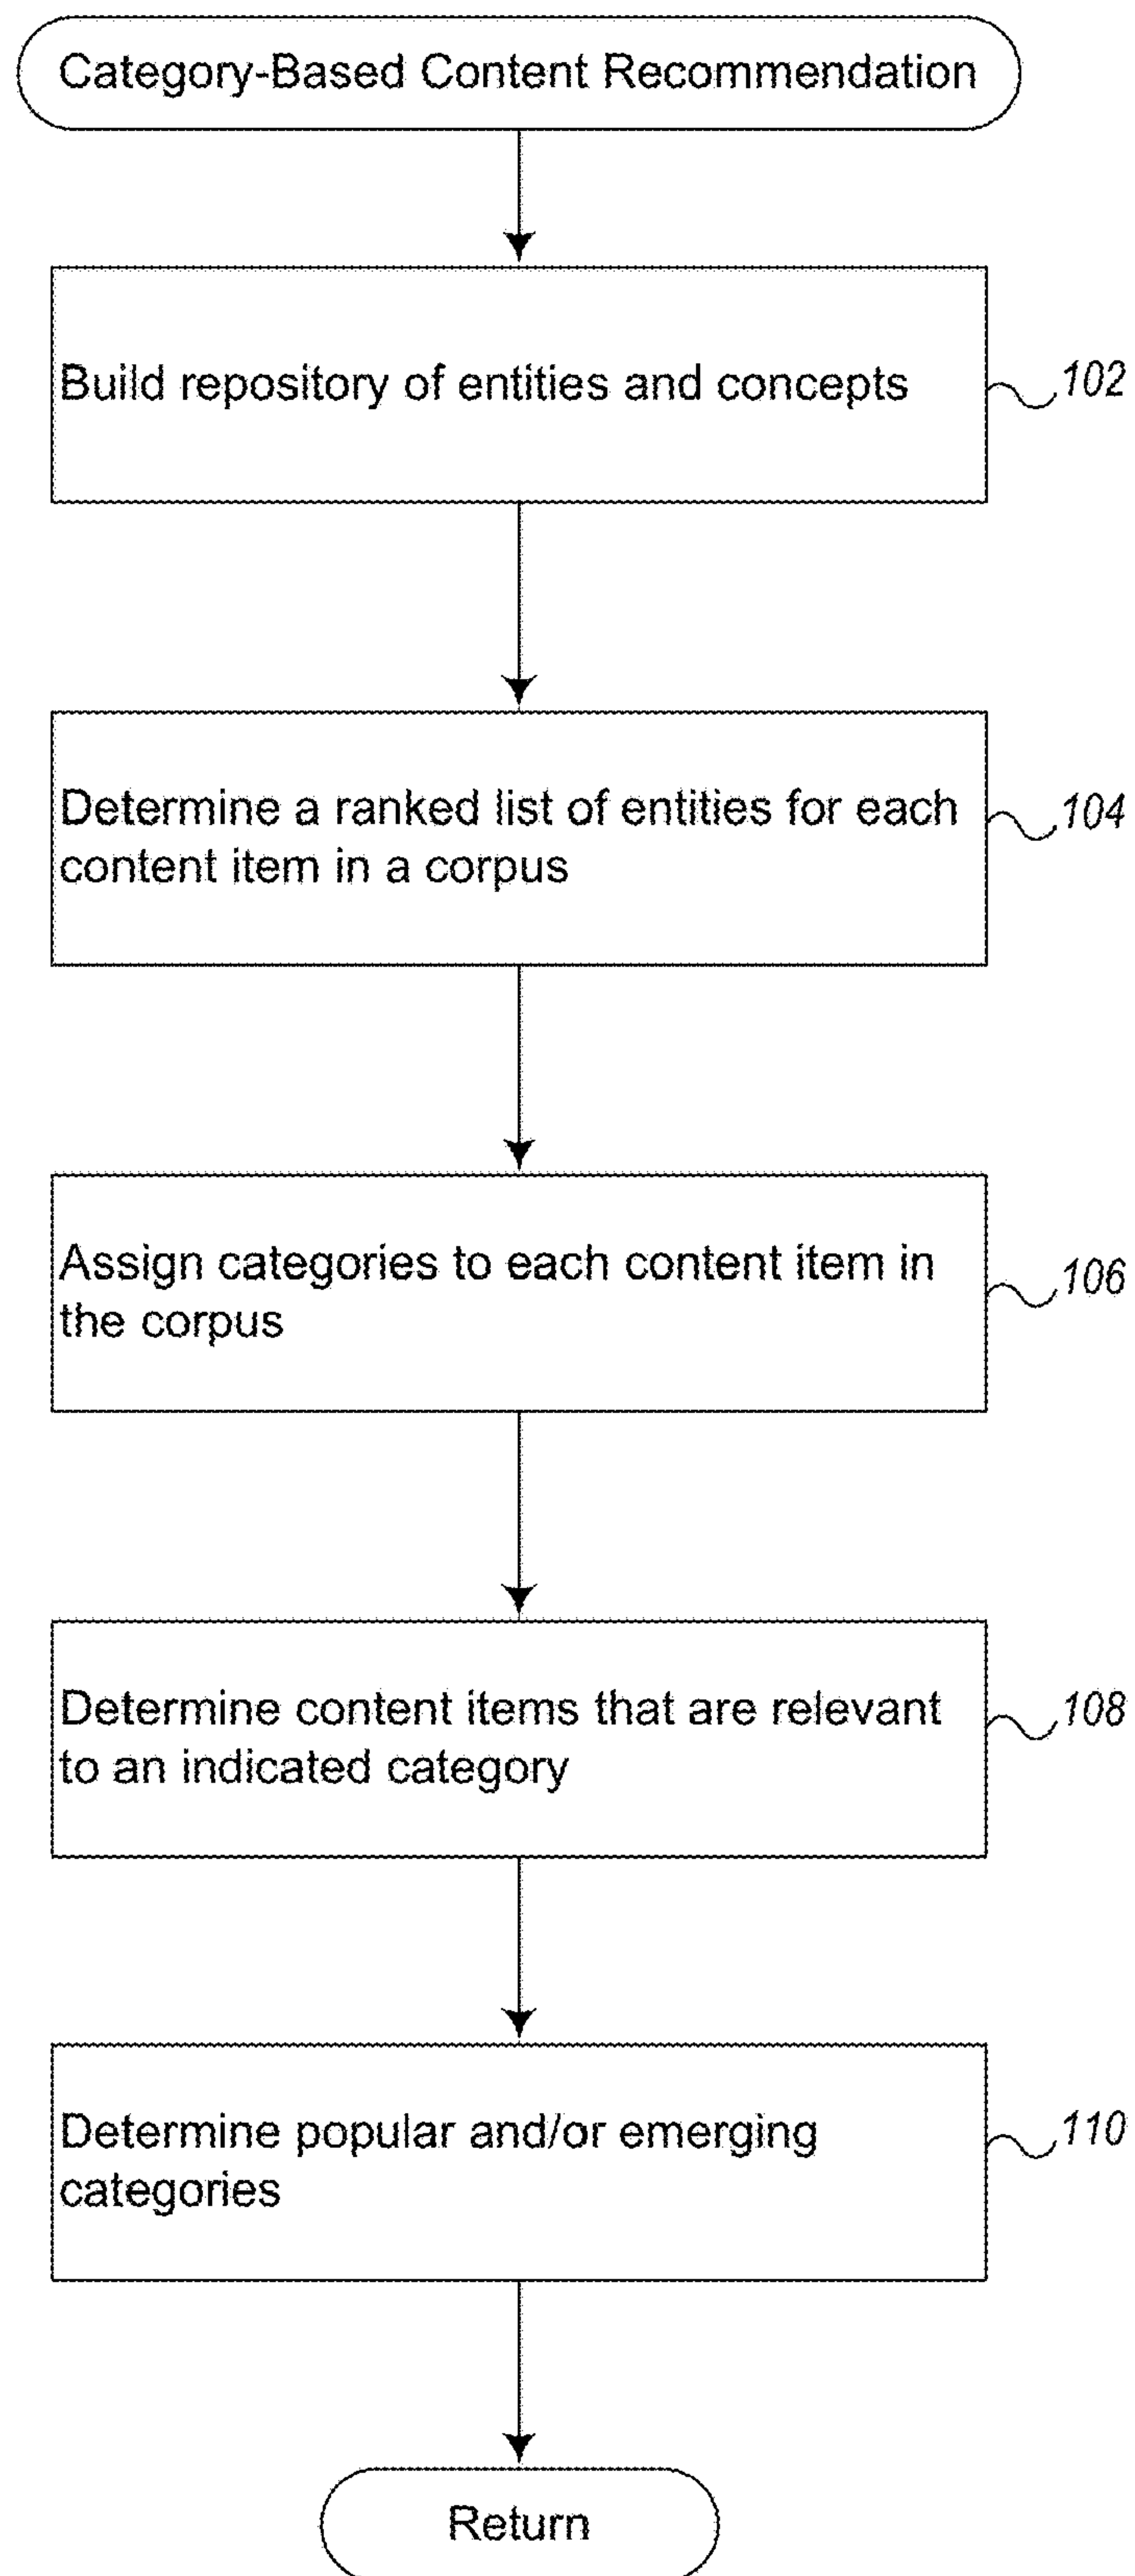 Category-Based Content Recommendation
Build repository of entities and concepts
102
Determine a ranked list of entities for each
content item in a corpus
104
Assign categories to each content item in
the corpus
106
Determine content items that are relevant
to an indicated category
108
Determine popular and/or emerging
categories
110
Return